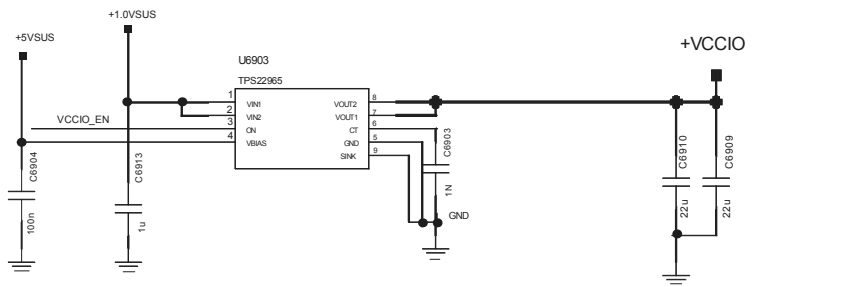 +1.0VSUS
+5VSUS
+VCCIO
U6903
TPS22965
1
VIN1
VOUT2
8
2
VIN2
VOUT1
7
VCCIO_EN
3
ON
CT
6
4
VBIAS
GND
5
SINK
9
C6904
100n
C6913
1u
C6903
1N
GND
C6910
22u
C6909
22u